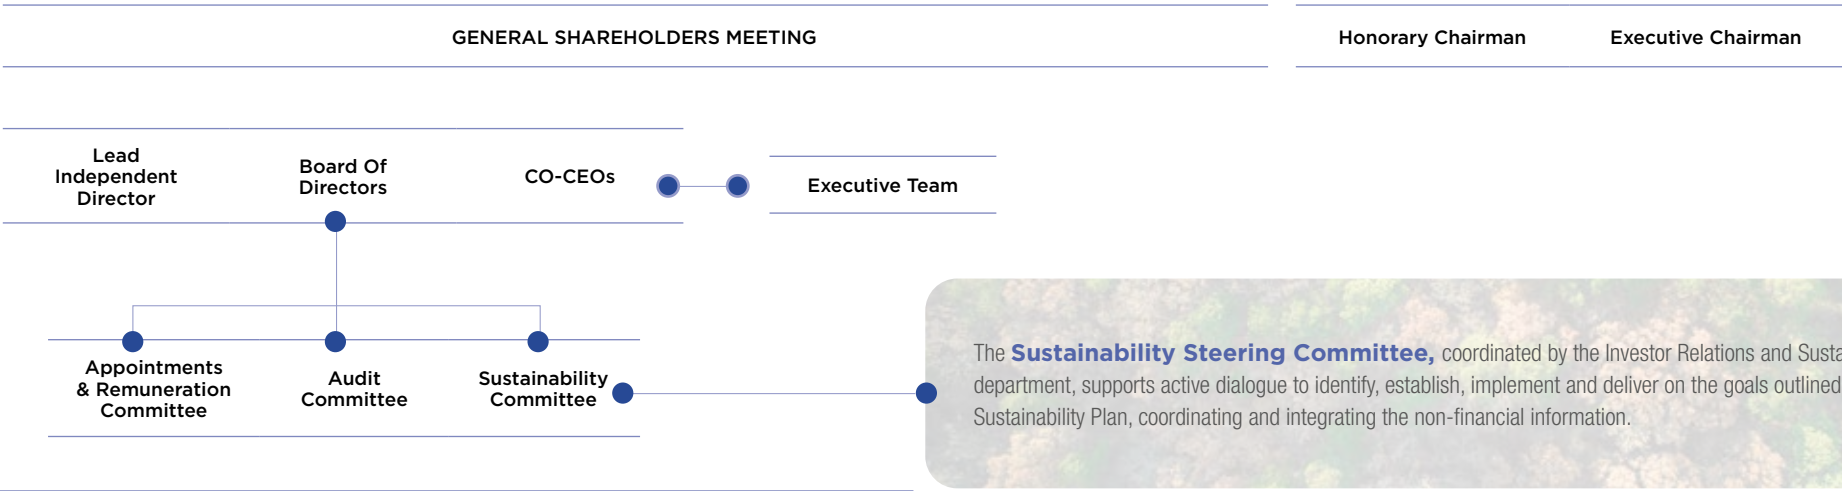 GENERAL SHAREHOLDERS MEETING
Honorary Chairman
Executive Chairman
Lead
Independent
Director
Board Of
Directors
CO-CEOs
Executive Team
Appointments
& Remuneration
Committee
Audit
Committee
Sustainability
Committee
The Sustainability Steering Committee, coordinated by the Investor Relations and
department, supports active dialogue to identify, establish, implement and deliver on the goals outlined
Sustainability Plan, coordinating and integrating the non-financial information.